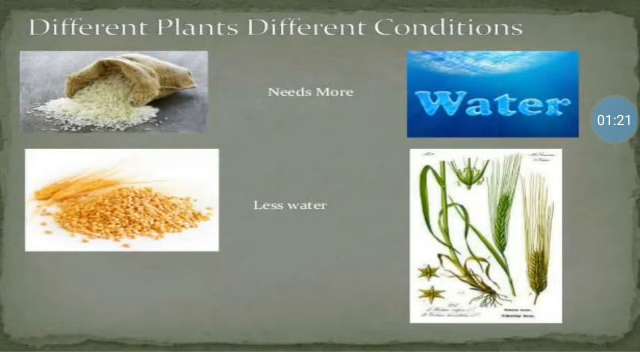 Different Plants Different Conditions
Needs More
Water
01:21
Less water